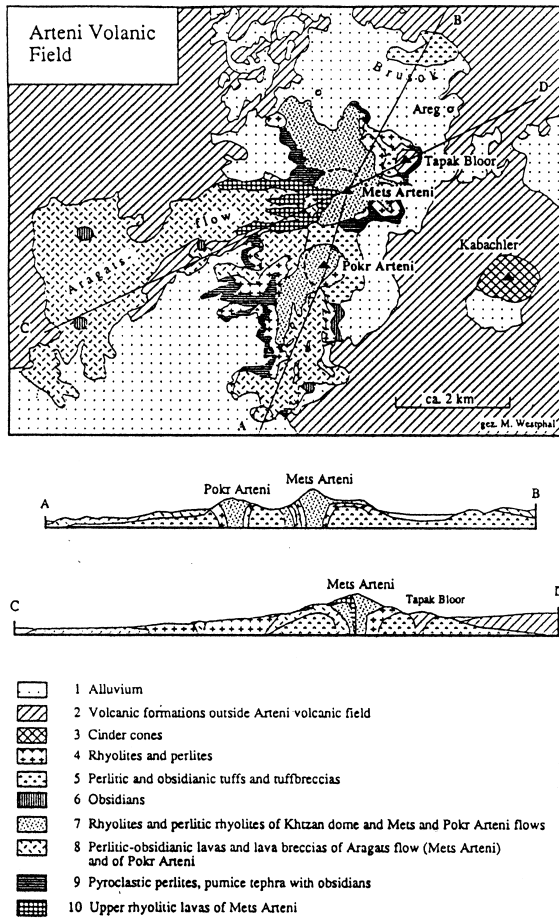 Arteni Volanic
Field
B
Brusok
D
Areg
Tapak Bloor
Mets Arteni
flow
Aragats
Kabachler
Pokr Arteni
C
A
ca. 2 km
gez. M. Westphal
Pokr Arteni
Mets Arteni
A
B
Mets Arteni
Tapak Bloor
C
1 Alluvium
2 Volcanic formations outside Arteni volcanic field
3 Cinder cones
4 Rhyolites and perlites
5 Perlitic and obsidianic tuffs and tuffbreccias
6 Obsidians
7 Rhyolites and perlitic rhyolites of Khtzan dome and Mets and Pokr Arteni flows
8 Perlitic-obsidianic lavas and lava breccias of Aragats flow (Mets Arteni)
and of Pokr Arteni
9 Pyroclastic perlites, pumice tephra with obsidians
10 Upper rhyolitic lavas of Mets Arteni